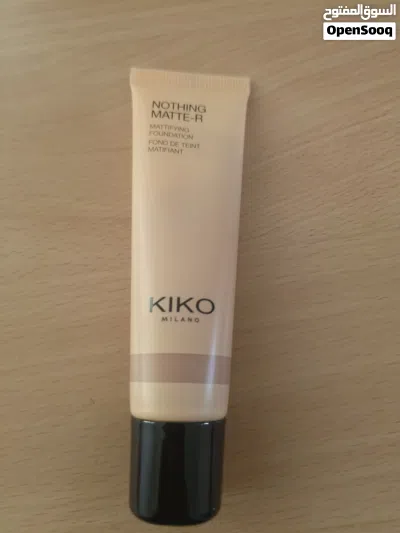 السوق المفتوح
OpenSooq
NOTHING
MATTE-R
MATTIFYING
FOUNDATION
FOND DE TEINT
MATIFIANT
KIKO
MILANO